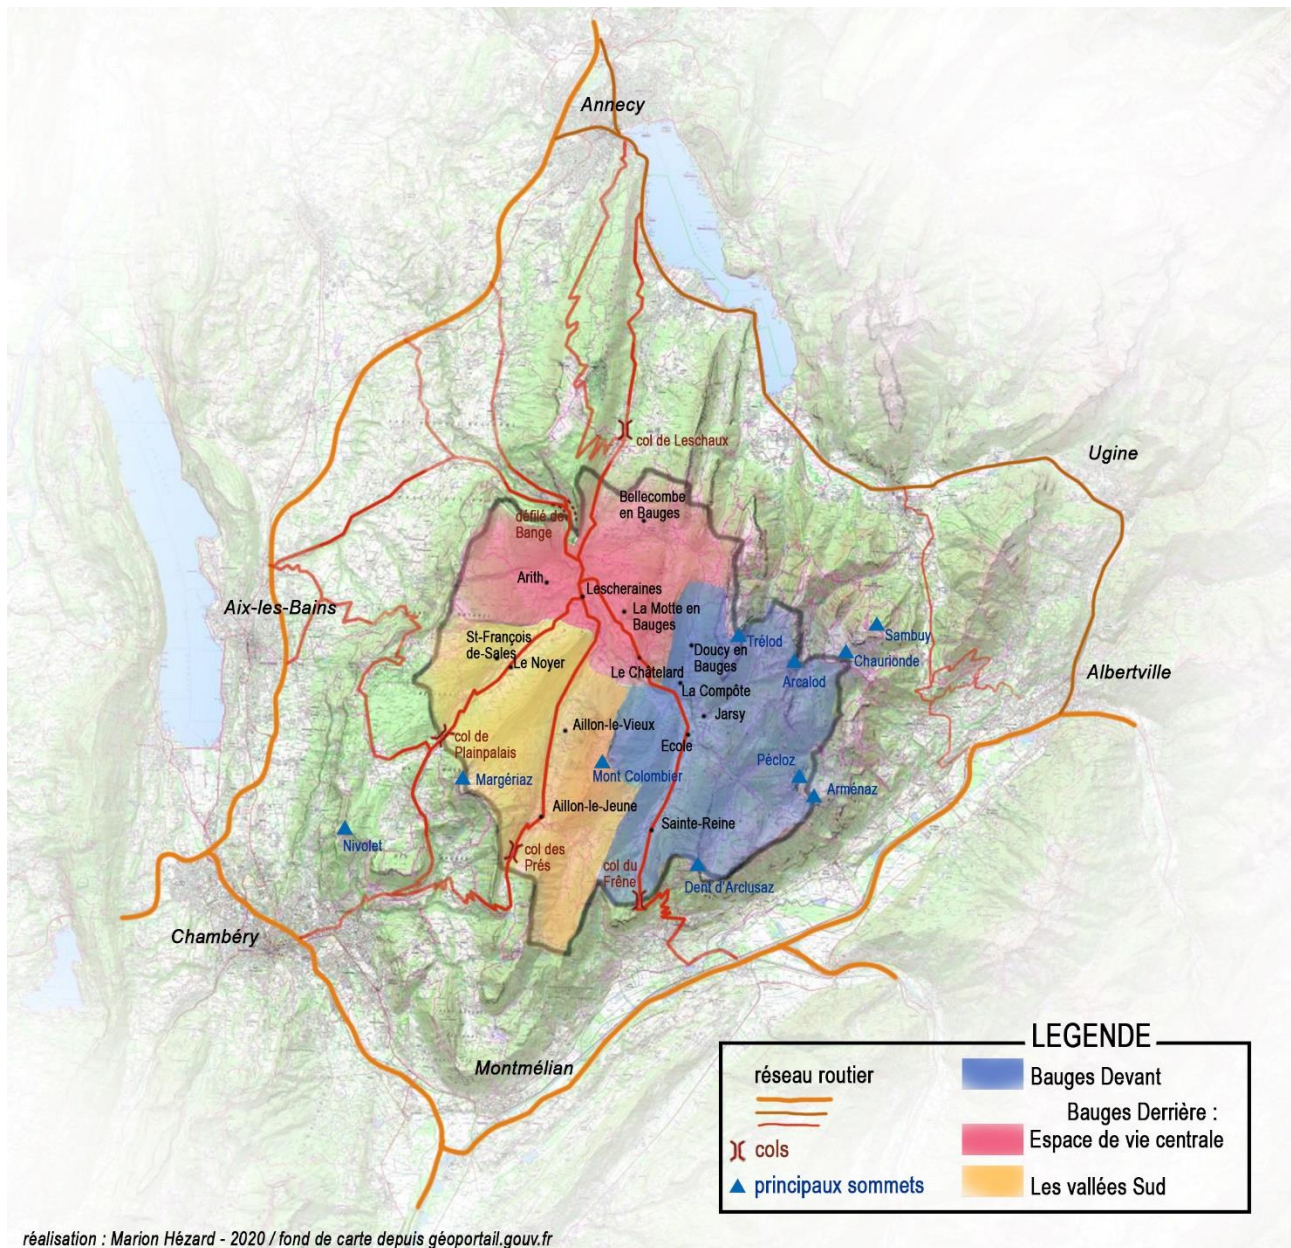 Annecy
col de Leschaux
Ugine
Bellecombe
en Bauges
défilé de
Bange
Arith
Lescheraines
Aix-les-Bains
La Motte en
Bauges
St-François
de-Sales
Le Noyer
Trélod
Sambuy
Doucy en
Bauges
Chaurionde
Le Châtelard
Arcalod
Albertville
La Compôte
Jarsy
col de
Plainpalais
Aillon-le-Vieux
Ecole
Mont Colombier
Pécloz
Margériaz
Arménaz
Aillon-le-Jeune
Sainte-Reine
Nivolet
col des
Prés
col du
Frêne
Dent d'Arclusaz
Chambéry
Montmélian
LEGENDE
réseau routier
Bauges Devant
Bauges Derrière :
cols
Espace de vie centrale
principaux sommets
Les vallées Sud
réalisation : Marion Hézard - 2020 / fond de carte depuis géoportail.gouv.fr